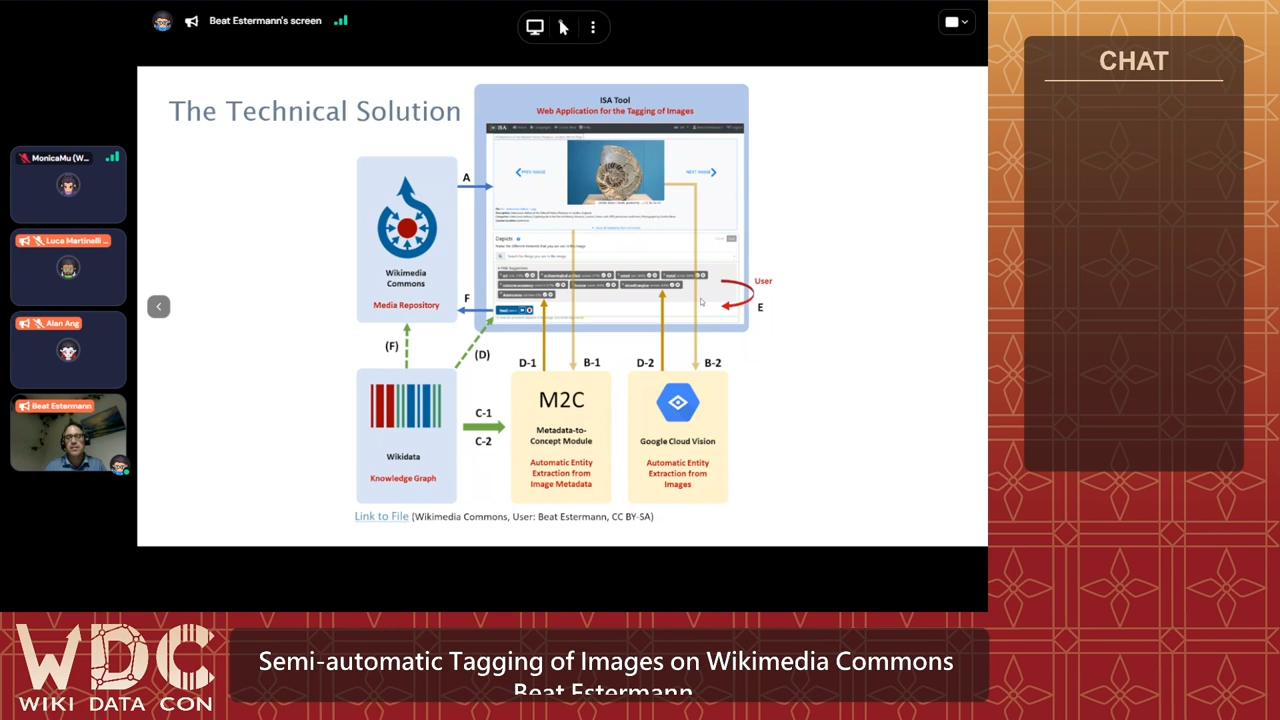 Beat Estermann's screen
CHAT
The Technical Solution
ISA Tool
Web Application for the Tagging of Images
ISA
PREV IMAGE
NEXT IMAGE
MonicaMu (W...
Luca Martinelli ...
Alan Ang
Beat Estermann
A
Wikimedia
Commons
Media Repository
Depicts
F
User
E
(F)
(D)
D-1
B-1
D-2
B-2
C-1
C-2
Wikidata
Knowledge Graph
M2C
Metadata-to-
Concept Module
Automatic Entity
Extraction from
Image Metadata
Google Cloud Vision
Automatic Entity
Extraction from
Images
Link to File (Wikimedia Commons, User: Beat Estermann, CC BY-SA)
WDC
WIKI DATA CON
Semi-automatic Tagging of Images on Wikimedia Commons
Beat Estermann